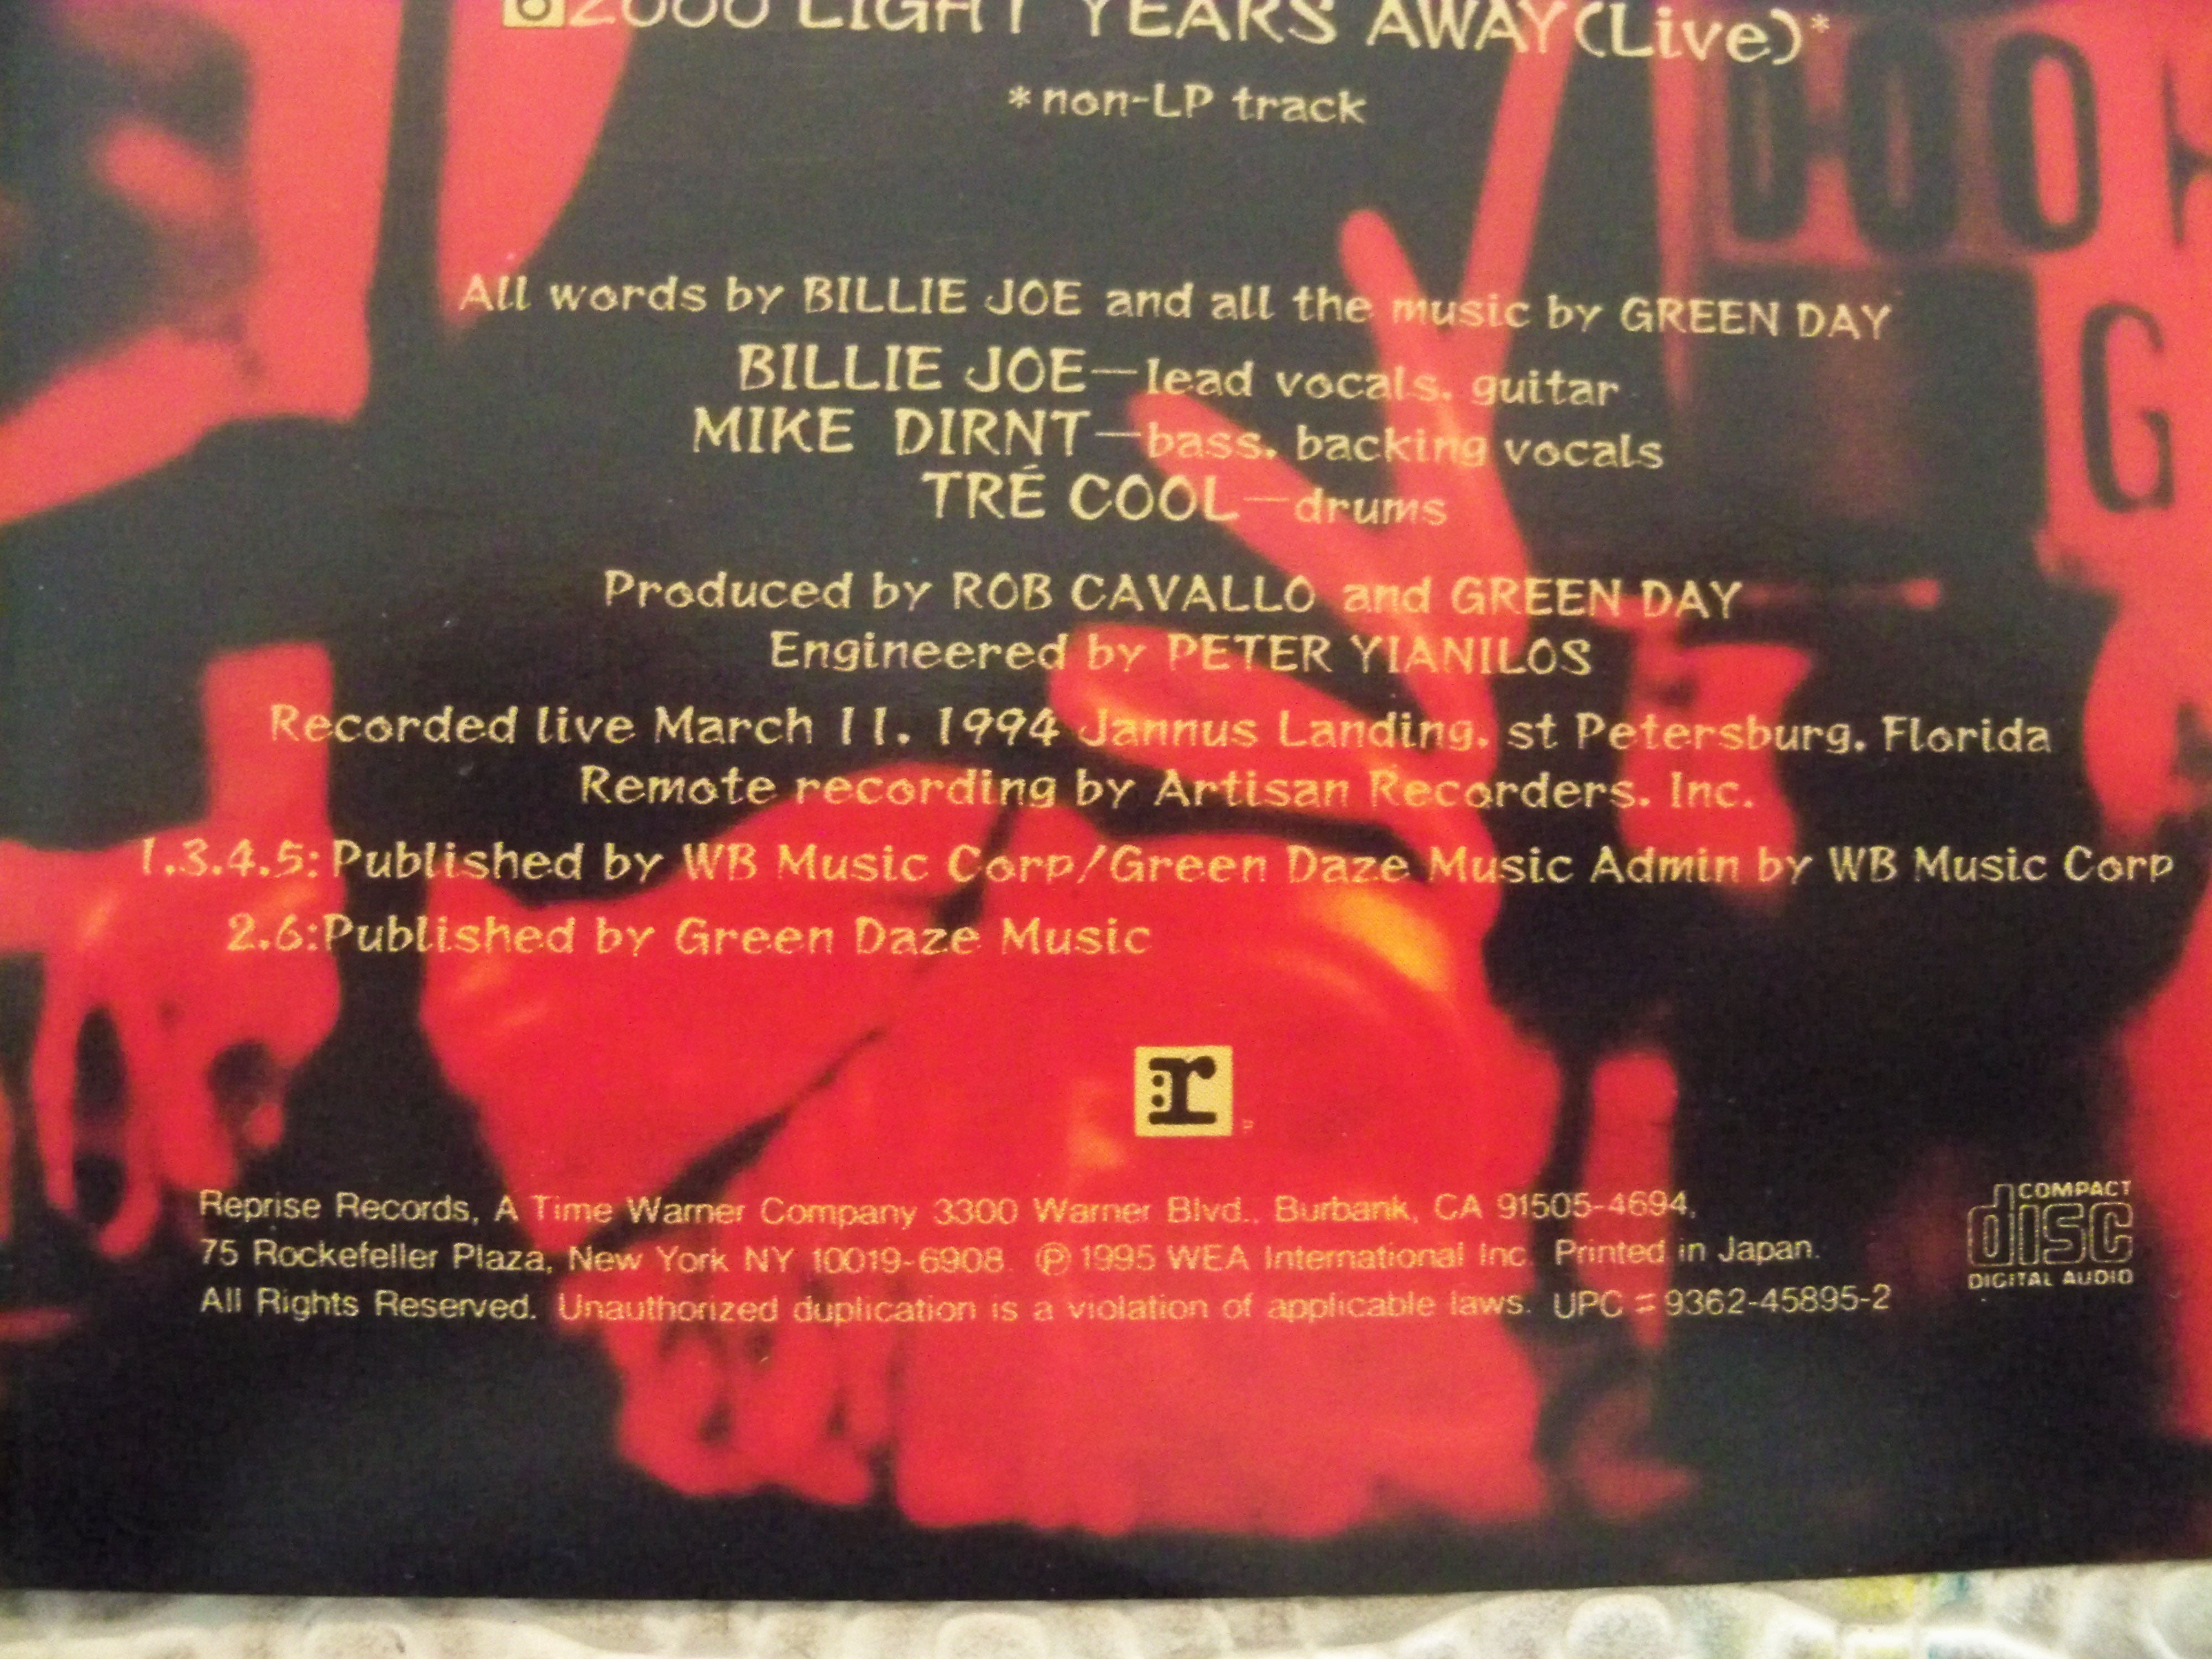 6 2000 LIGHT YEARS AWAY(Live)*
*non-LP track
All words by BILLIE JOE and all the music by GREEN DAY
BILLIE JOE—lead vocals, guitar
MIKE DIRNT—bass, backing vocals
TRÉ COOL—drums
Produced by ROB CAVALLO and GREEN DAY
Engineered by PETER YIANILOS
Recorded live March 11, 1994 Jannus Landing, st Petersburg, Florida
Remote recording by Artisan Recorders, Inc.
1.3.4.5:Published by WB Music Corp/Green Daze Music Admin by WB Music Corp
2.6:Published by Green Daze Music
:r
Reprise Records, A Time Warner Company 3300 Warner Blvd., Burbank, CA 91505-4694,
75 Rockefeller Plaza, New York NY 10019-6908. ℗ 1995 WEA International Inc. Printed in Japan.
All Rights Reserved. Unauthorized duplication is a violation of applicable laws. UPC = 9362-45895-2
COMPACT
disc
DIGITAL AUDIO